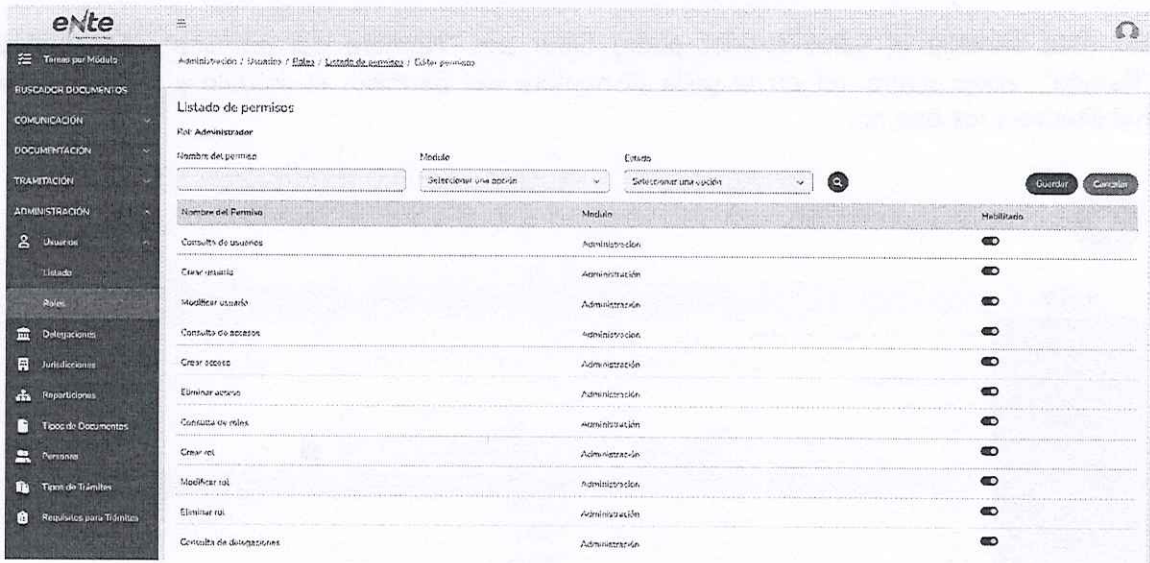 eNte
Tareas por Módulo
BUSCADOR DOCUMENTOS
COMUNICACIÓN
DOCUMENTACIÓN
TRAMITACIÓN
ADMINISTRACIÓN
Usuarios
Listado
Roles
Delegaciones
Jurisdicciones
Reparticiones
Tipos de Documentos
Personas
Tipos de Trámites
Requisitos para Trámites
Administración / Usuarios / Roles / Listado de permisos / Editar permisos
Listado de permisos
Rol: Administrador
Nombre del permiso Modulo Estado
Seleccionar una opción Seleccionar una opción Guardar Cancelar
Nombre del Permiso Modulo Habilitado
Consulta de usuarios Administración
Crear usuario Administración
Modificar usuario Administración
Consulta de accesos Administración
Crear acceso Administración
Eliminar acceso Administración
Consulta de roles Administración
Crear rol Administración
Modificar rol Administración
Eliminar rol Administración
Consulta de delegaciones Administración